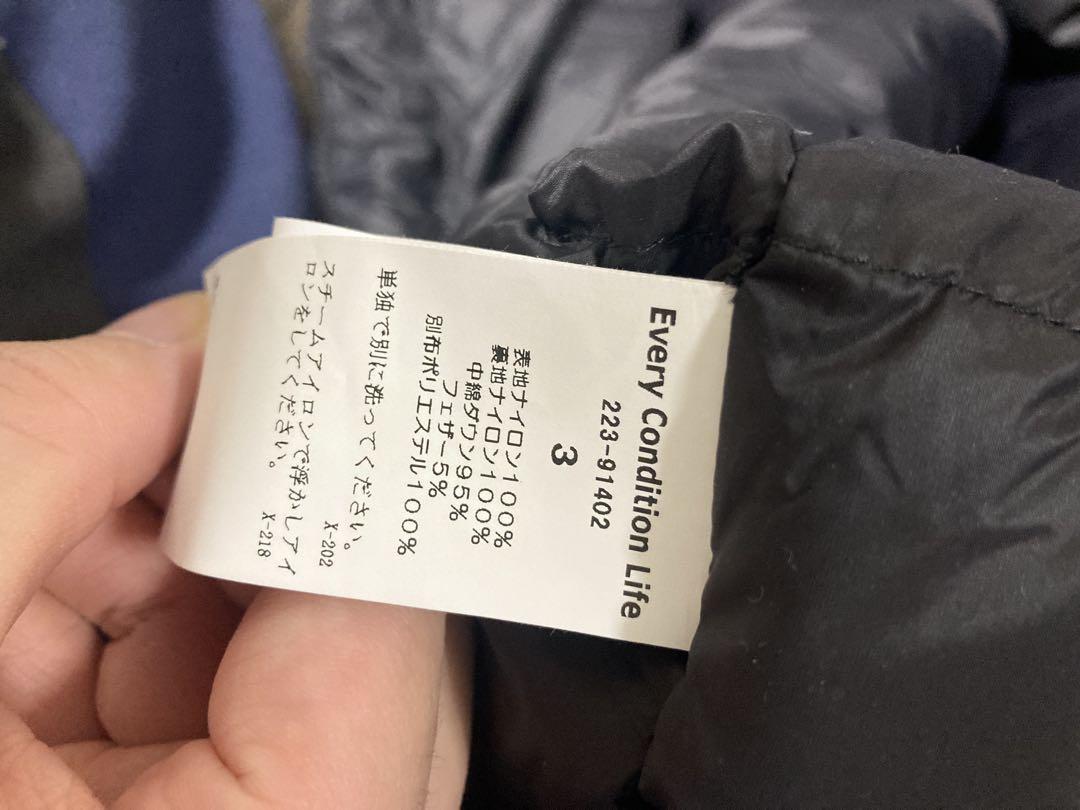 Every Condition Life
223-91402
3
表地ナイロン100%
裏地ナイロン100%
中綿ダウン95%
フェザー5%
別布ポリエステル100%
単独で別に洗ってください。
X-202
スチームアイロンで浮かしアイ
ロンをしてください。
X-218